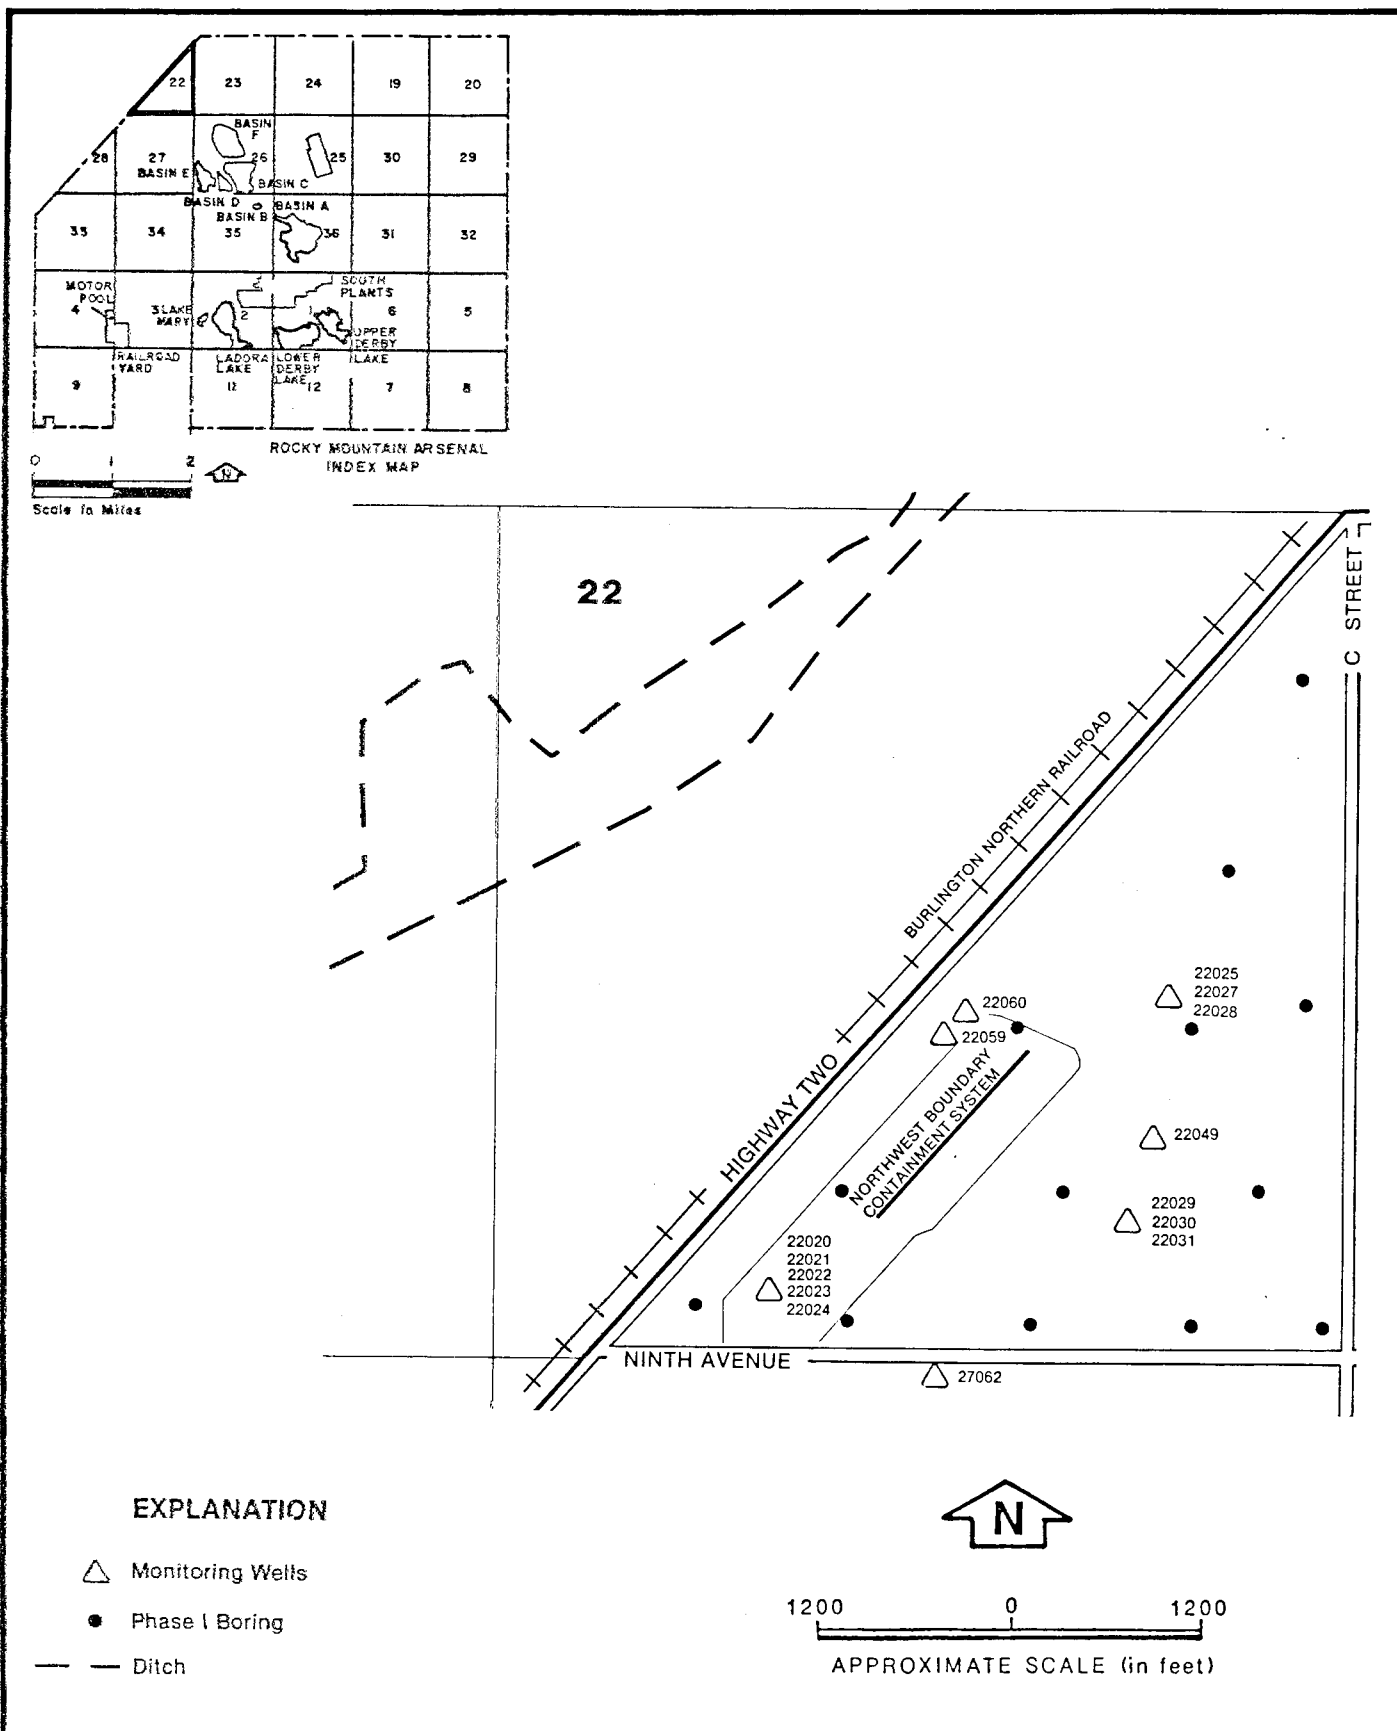 22 23 24 19 20
BASIN
F
28 27 26 25 30 29
BASIN E
BASIN C
BASIN D BASIN A
BASIN B
33 34 35 36 31 32
MOTOR
POOL
SOUTH
PLANTS
4 3 LAKE 2 1 6 5
MARY
UPPER
DERBY
LAKE
RAILROAD
YARD
LADORA
LAKE
LOWER
DERBY
LAKE
9 11 12 7 8
ROCKY MOUNTAIN ARSENAL
INDEX MAP
0 1 2
N
Scale in Miles
22
C STREET
BURLINGTON NORTHERN RAILROAD
HIGHWAY TWO
22060
22059
22025
22027
22028
NORTHWEST BOUNDARY
CONTAINMENT SYSTEM
22049
22029
22030
22031
22020
22021
22022
22023
22024
NINTH AVENUE
27062
EXPLANATION
Monitoring Wells
Phase I Boring
Ditch
N
1200 0 1200
APPROXIMATE SCALE (in feet)